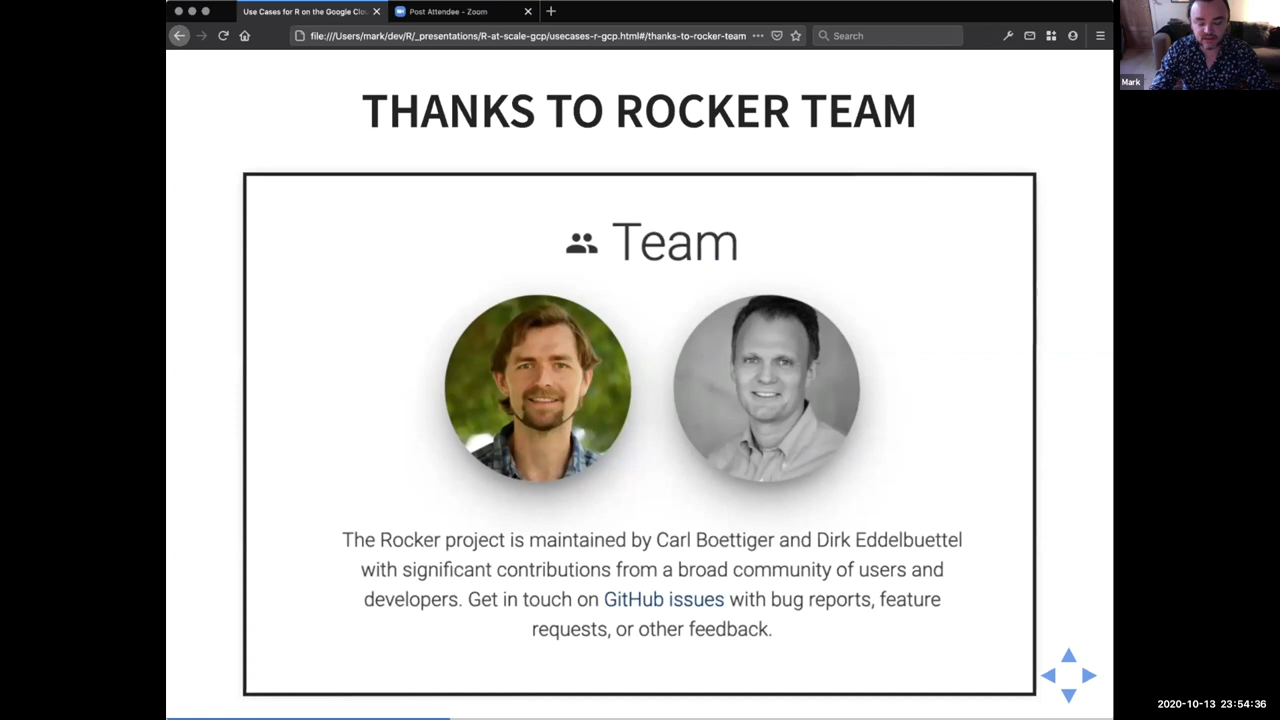 Use Cases for R on the Google Clou
Post Attendee - Zoom
file:///Users/mark/dev/R/_presentations/R-at-scale-gcp/usecases-r-gcp.html#/thanks-to-rocker-team
Search
Mark
THANKS TO ROCKER TEAM
Team
The Rocker project is maintained by Carl Boettiger and Dirk Eddelbuettel
with significant contributions from a broad community of users and
developers. Get in touch on GitHub issues with bug reports, feature
requests, or other feedback.
2020-10-13 23:54:36